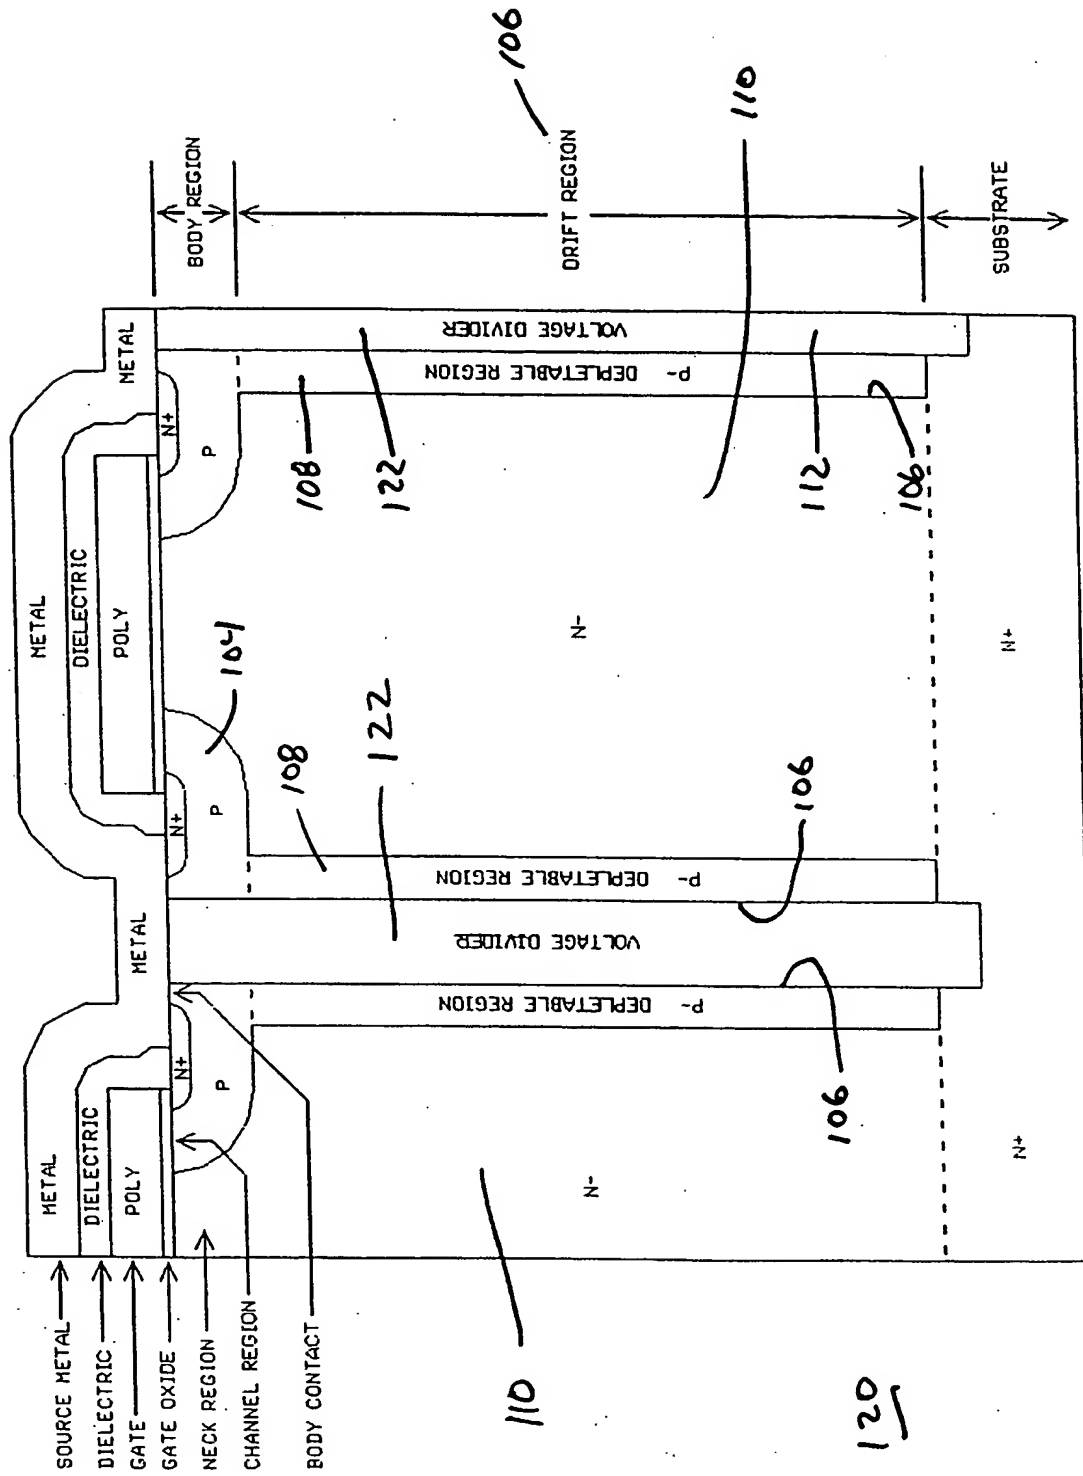 SOURCE METAL
DIELECTRIC
GATE
GATE OXIDE
NECK REGION
CHANNEL REGION
BODY CONTACT
METAL
DIELECTRIC
POLY
N+
P
METAL
N+
P
METAL
DIELECTRIC
POLY
N+
P
METAL
104
BODY REGION
DRIFT REGION
106
SUBSTRATE
P- DEPLETABLE REGION
VOLTAGE DIVIDER
P- DEPLETABLE REGION
P- DEPLETABLE REGION
VOLTAGE DIVIDER
108
122
106
106
108
122
112
106
110
110
N-
N-
N+
N+
120